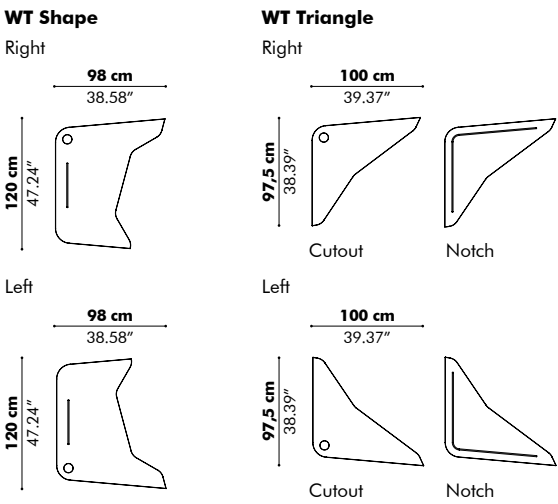 WT Shape
Right
98 cm
38.58”
120 cm
47.24”
Left
98 cm
38.58”
120 cm
47.24”
WT Triangle
Right
100 cm
39.37”
97,5 cm
38.39”
Cutout
Notch
Left
100 cm
39.37”
97,5 cm
38.39”
Cutout
Notch